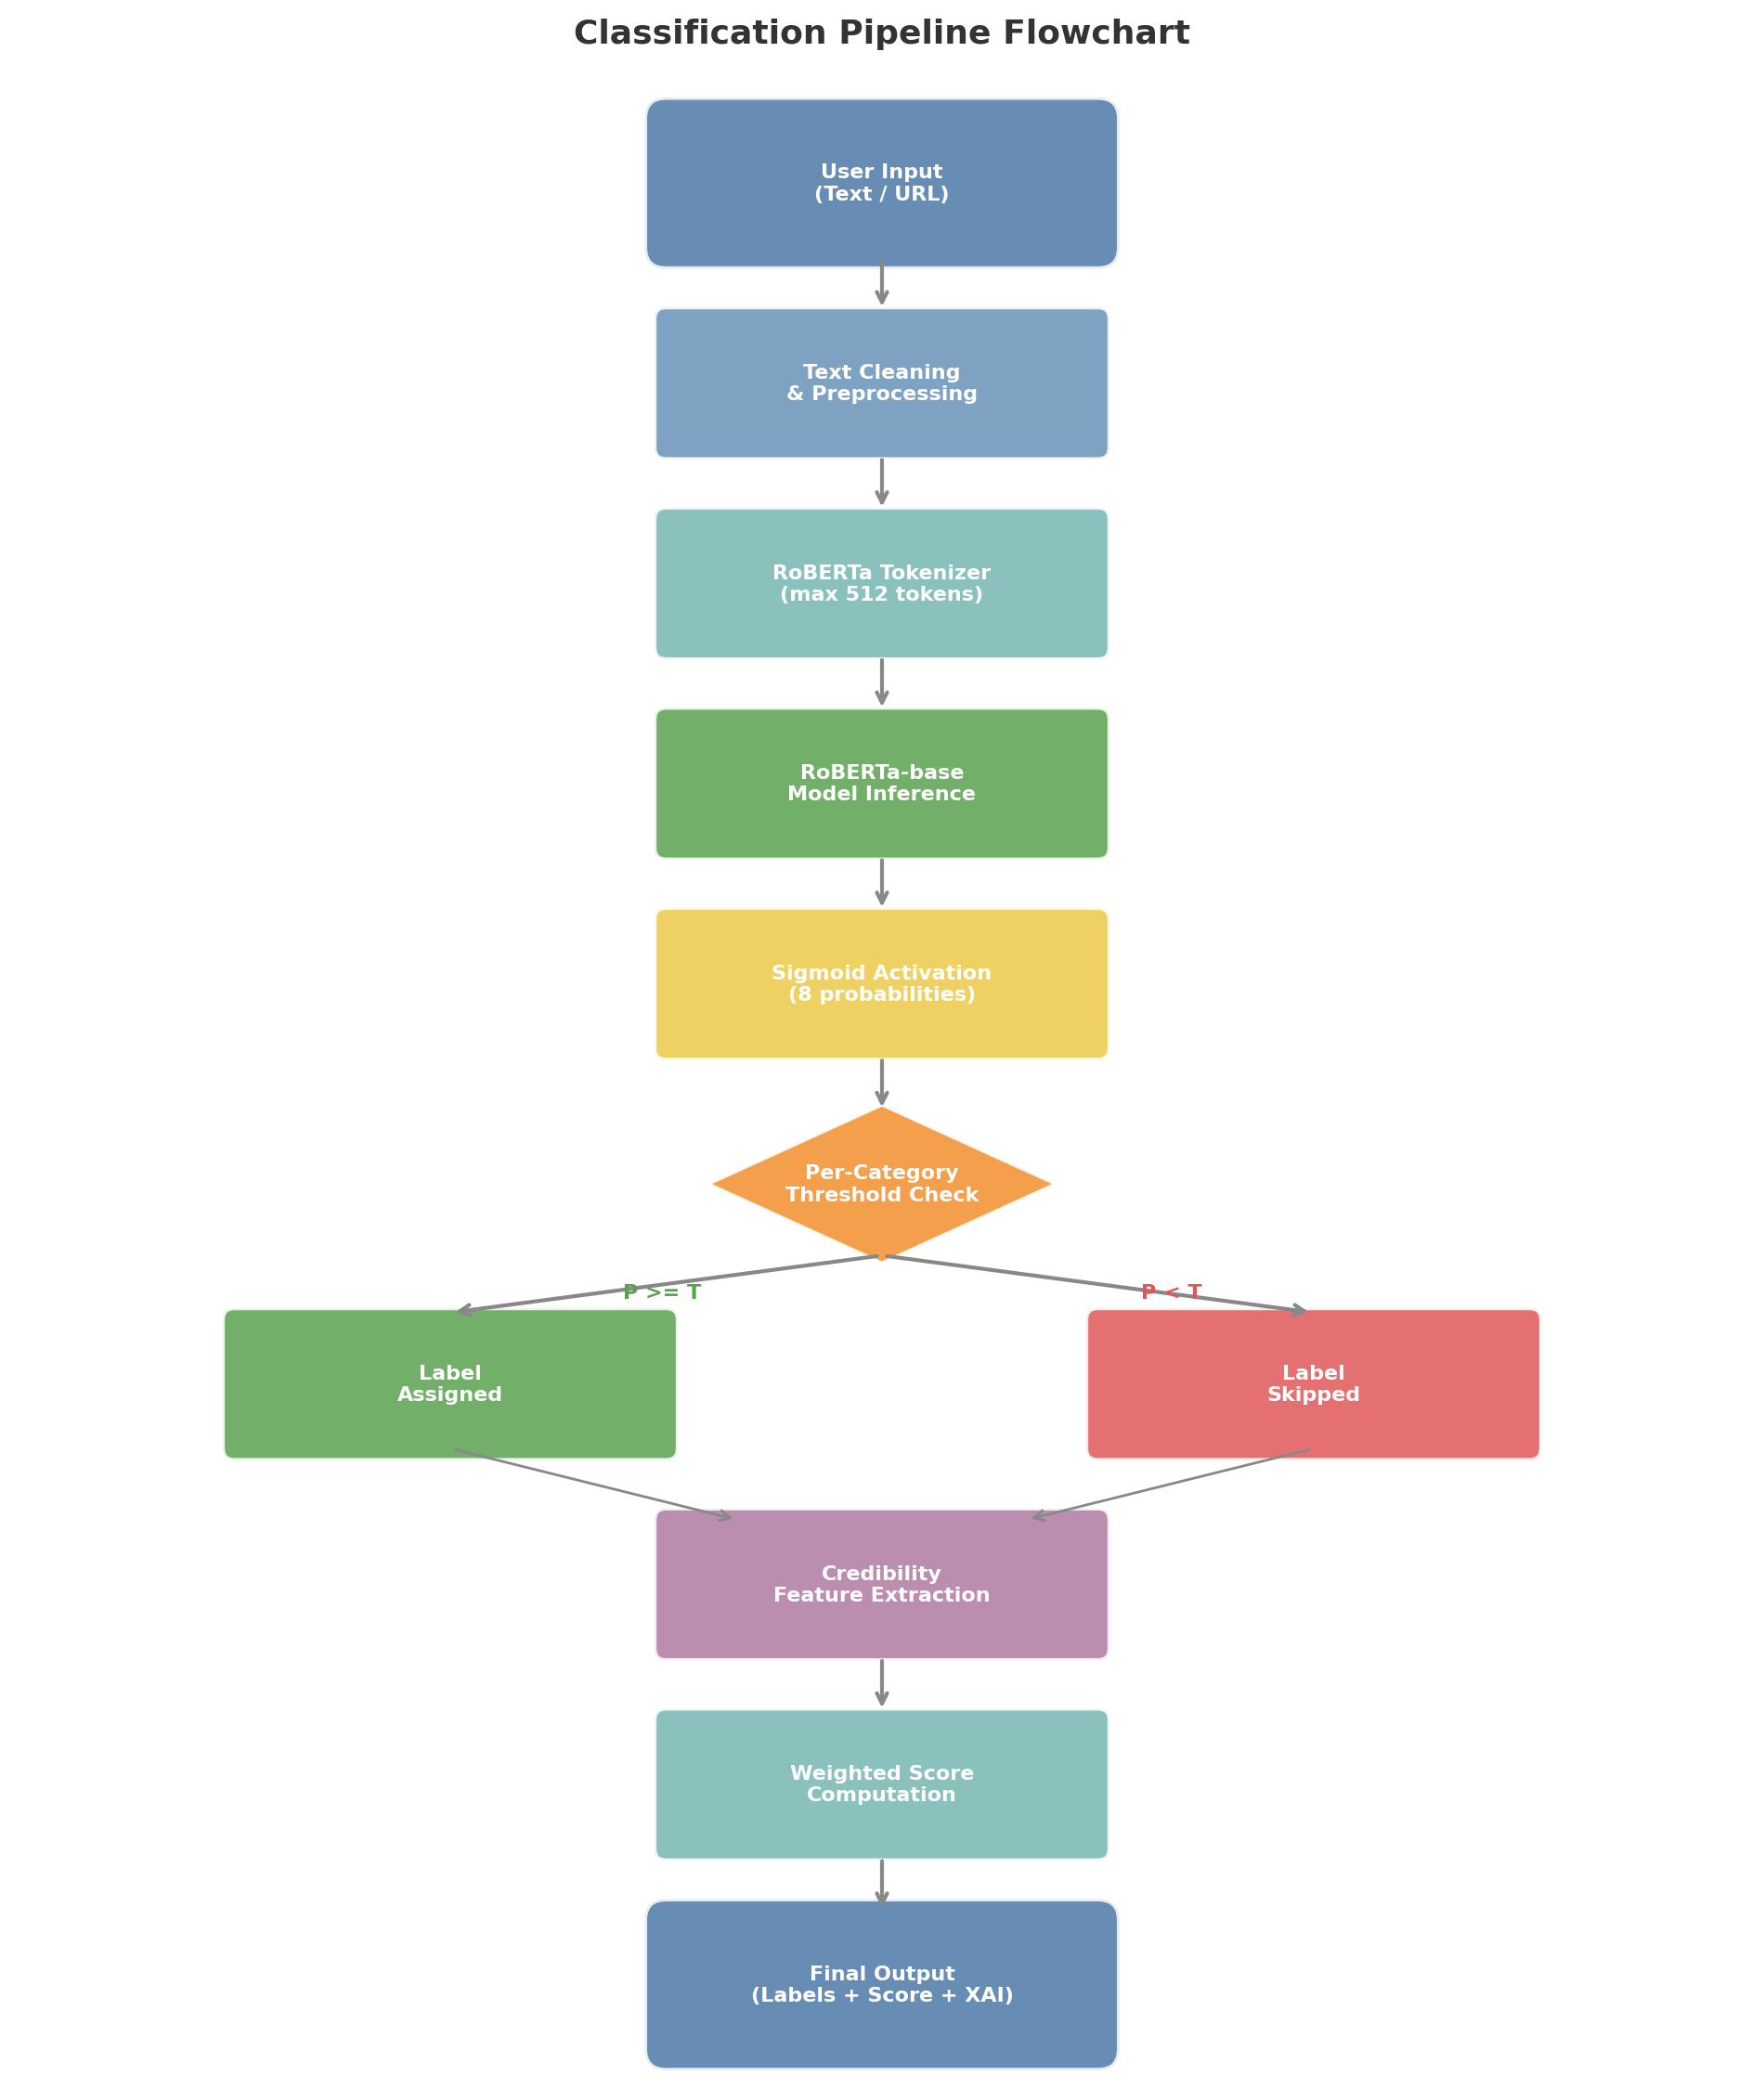 Classification Pipeline Flowchart
User Input
(Text / URL)
Text Cleaning
& Preprocessing
RoBERTa Tokenizer
(max 512 tokens)
RoBERTa-base
Model Inference
Sigmoid Activation
(8 probabilities)
Per-Category
Threshold Check
P >= T
P < T
Label
Assigned
Label
Skipped
Credibility
Feature Extraction
Weighted Score
Computation
Final Output
(Labels + Score + XAI)